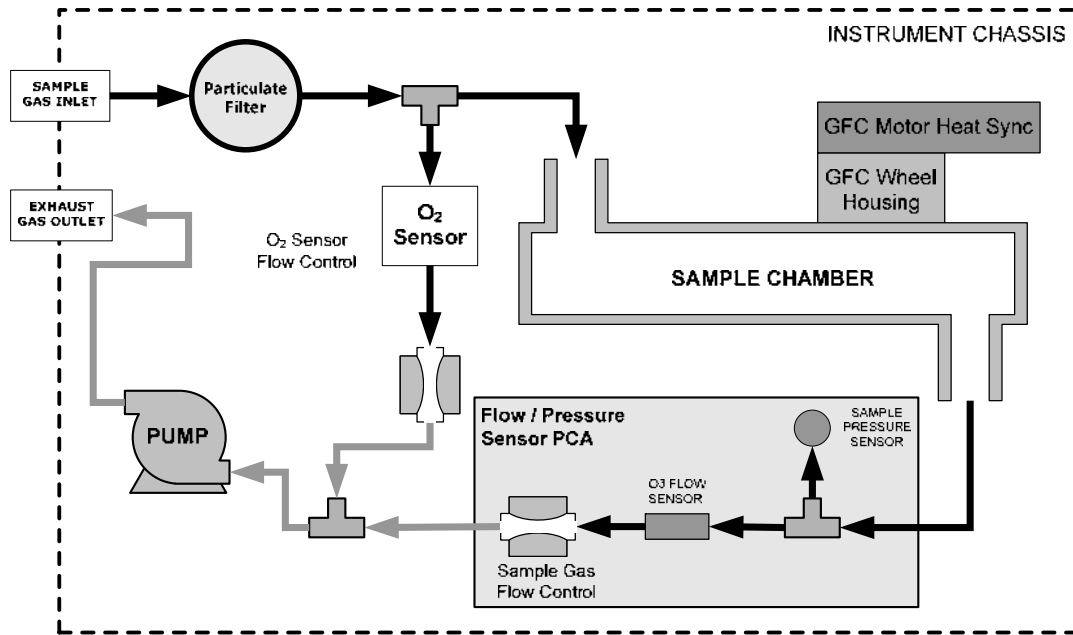 INSTRUMENT CHASSIS
SAMPLE
GAS INLET
Particulate
Filter
GFC Motor Heat Sync
GFC Wheel
Housing
EXHAUST
GAS OUTLET
O₂
Sensor
O₂ Sensor
Flow Control
SAMPLE CHAMBER
PUMP
Flow / Pressure
Sensor PCA
SAMPLE
PRESSURE
SENSOR
O3 FLOW
SENSOR
Sample Gas
Flow Control